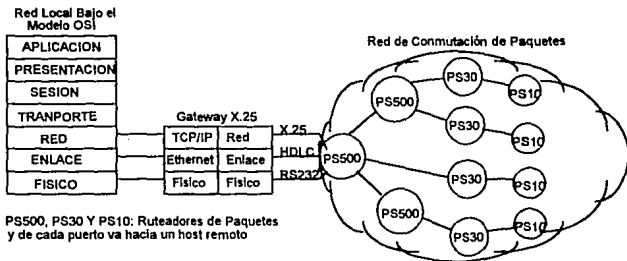 Red Local Bajo el
Modelo OSI
APLICACION
PRESENTACION
SESION
TRANPORTE
RED
ENLACE
FISICO
Gateway X.25
TCP/IP Red
Ethernet Enlace
Fisico Fisico
X.25
HDLC
RS232
Red de Conmutación de Paquetes
PS500
PS500
PS500
PS30
PS30
PS30
PS30
PS10
PS10
PS10
PS10
PS500, PS30 Y PS10: Ruteadores de Paquetes
y de cada puerto va hacia un host remoto